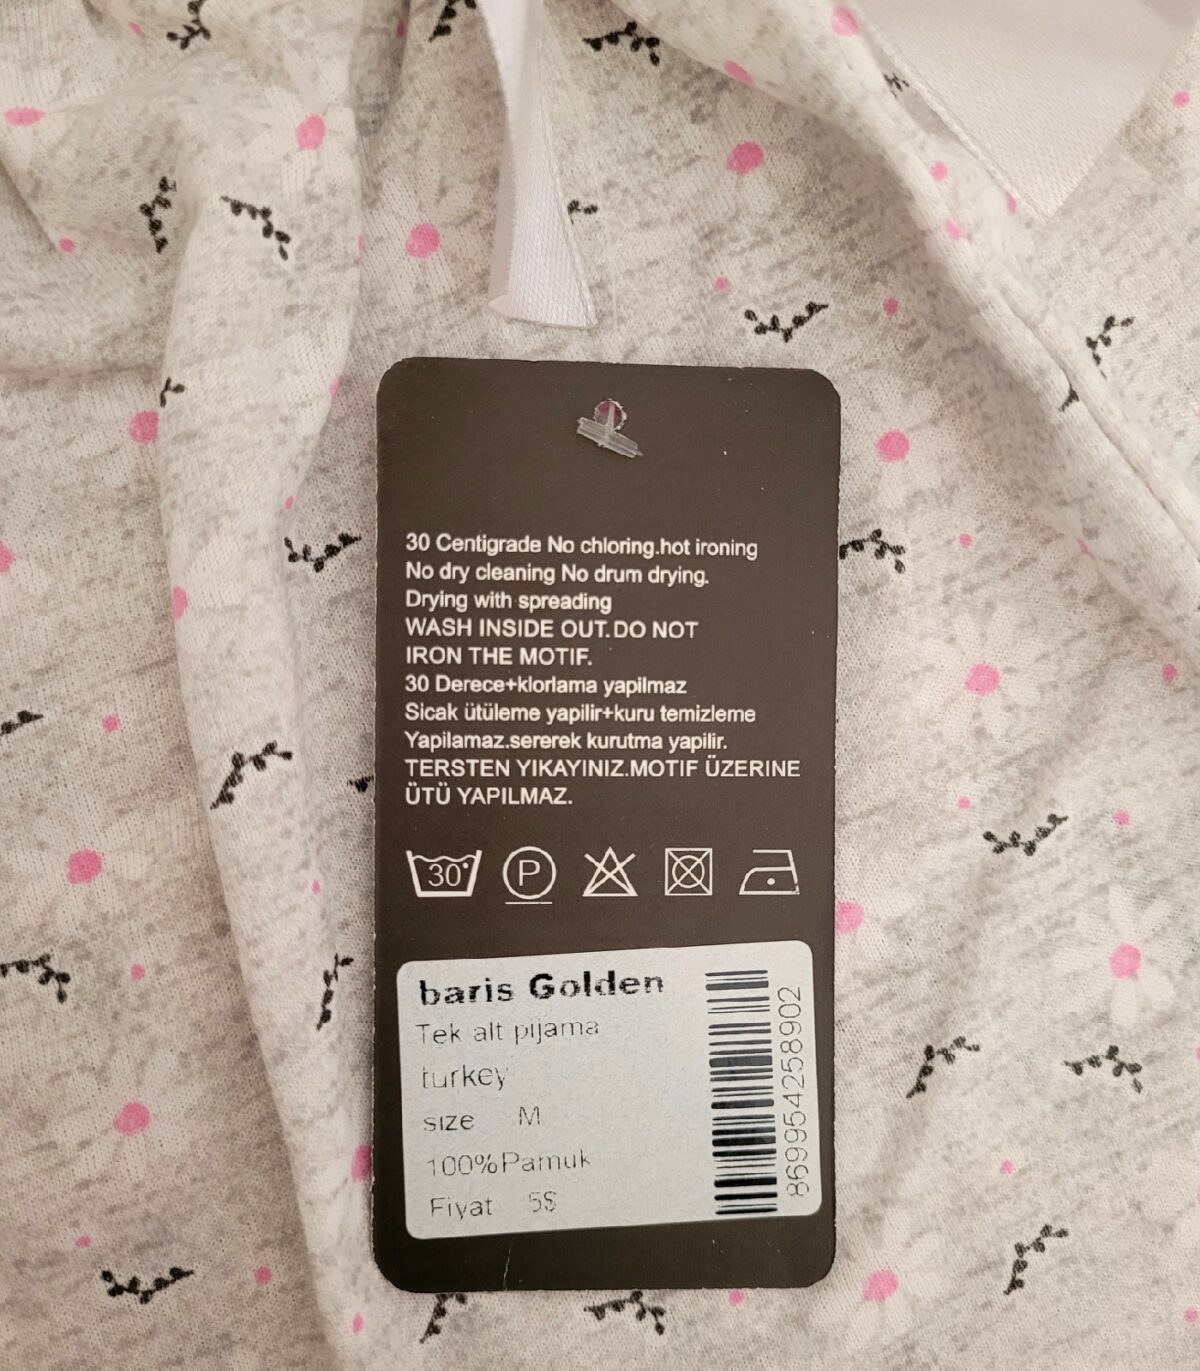 30 Centigrade No chloring.hot ironing
No dry cleaning No drum drying.
Drying with spreading
WASH INSIDE OUT.DO NOT
IRON THE MOTIF.
30 Derece+klorlama yapilmaz
Sicak ütüleme yapilir+kuru temizleme
Yapilamaz.sererek kurutma yapilir.
TERSTEN YIKAYINIZ.MOTIF ÜZERINE
ÜTÜ YAPILMAZ.
30° P
baris Golden
Tek alt pijama
turkey
size M
100%Pamuk
Fiyat 5$
869954258902